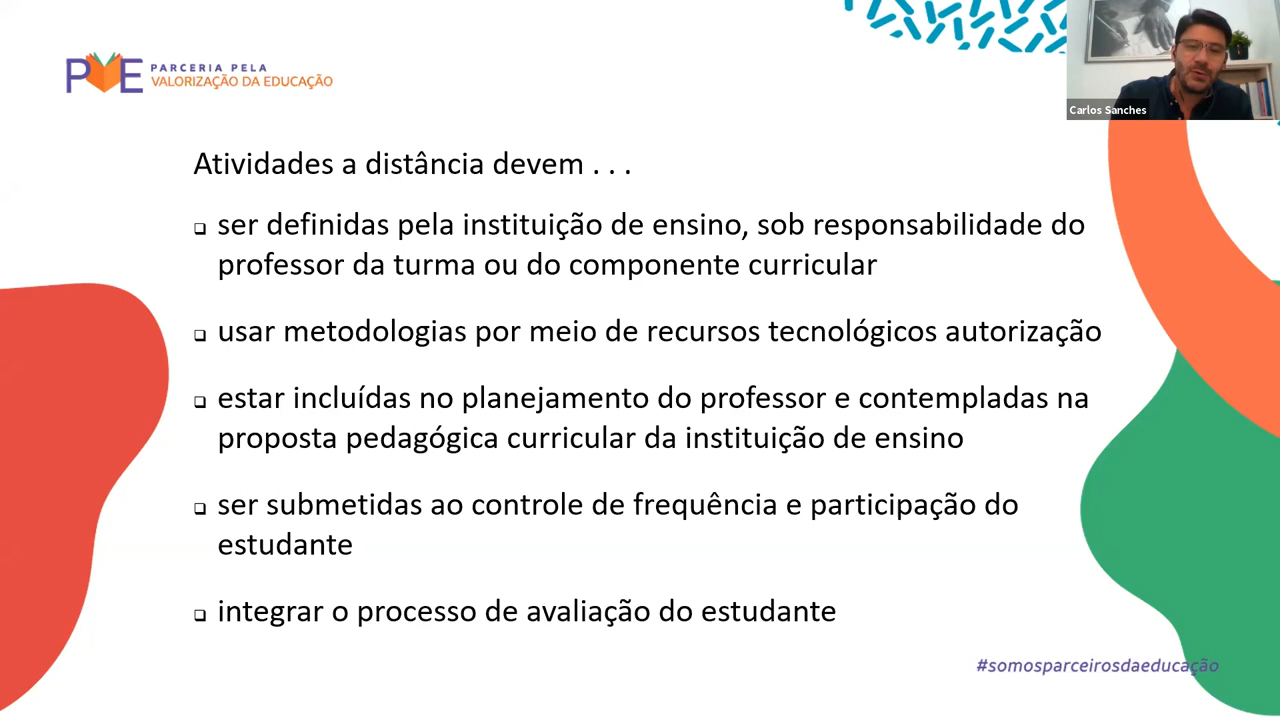 PVE PARCERIA PELA
VALORIZAÇÃO DA EDUCAÇÃO
Carlos Sanches
Atividades a distância devem . . .
ser definidas pela instituição de ensino, sob responsabilidade do
professor da turma ou do componente curricular
usar metodologias por meio de recursos tecnológicos autorização
estar incluídas no planejamento do professor e contempladas na
proposta pedagógica curricular da instituição de ensino
ser submetidas ao controle de frequência e participação do
estudante
integrar o processo de avaliação do estudante
#somosparceirosdaeducação